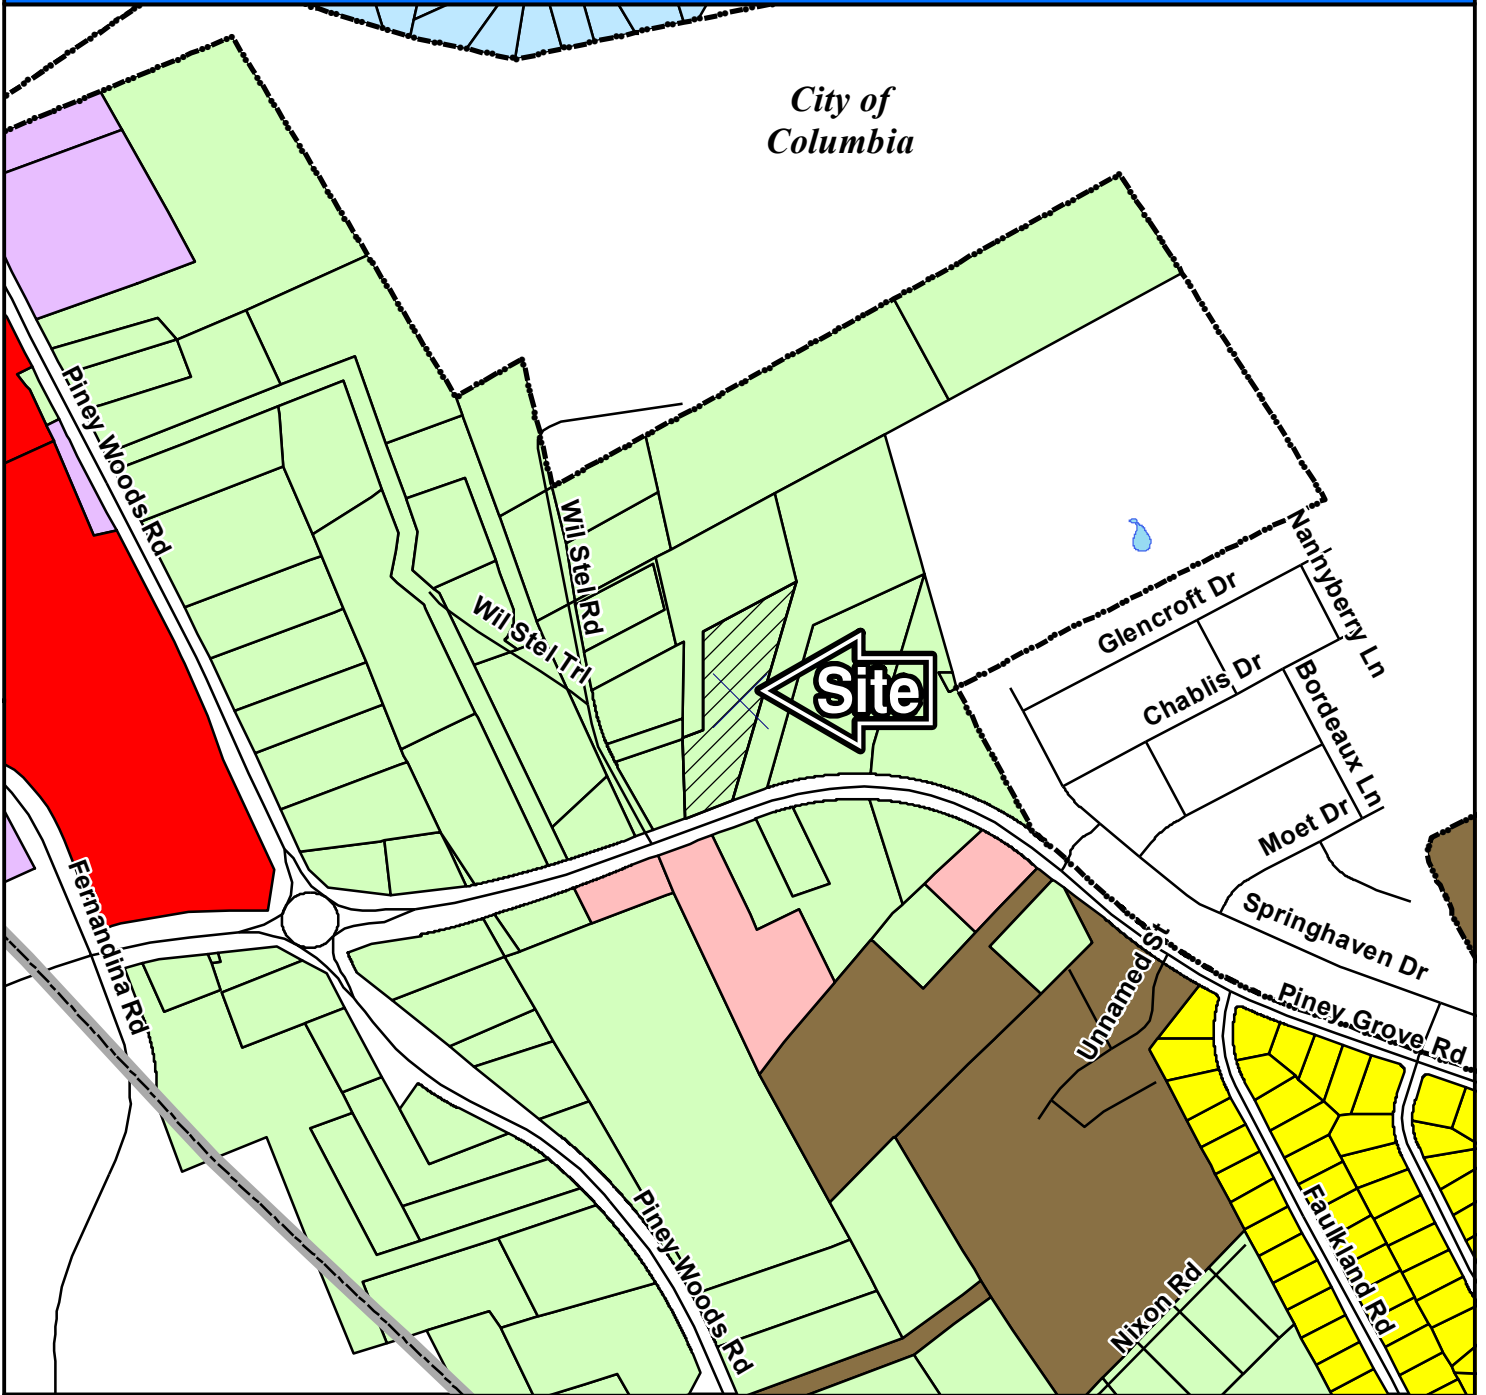 City of
Columbia
Piney Woods Rd
Wil Stel Rd
Wil Stel Trl
Nannyberry Ln
Glencroft Dr
Chablis Dr
Bordeaux Ln
Site
Moet Dr
Fernandina Rd
Springhaven Dr
Unnamed St
Piney Grove Rd
Piney Woods Rd
Faulkland Rd
Nixon Rd